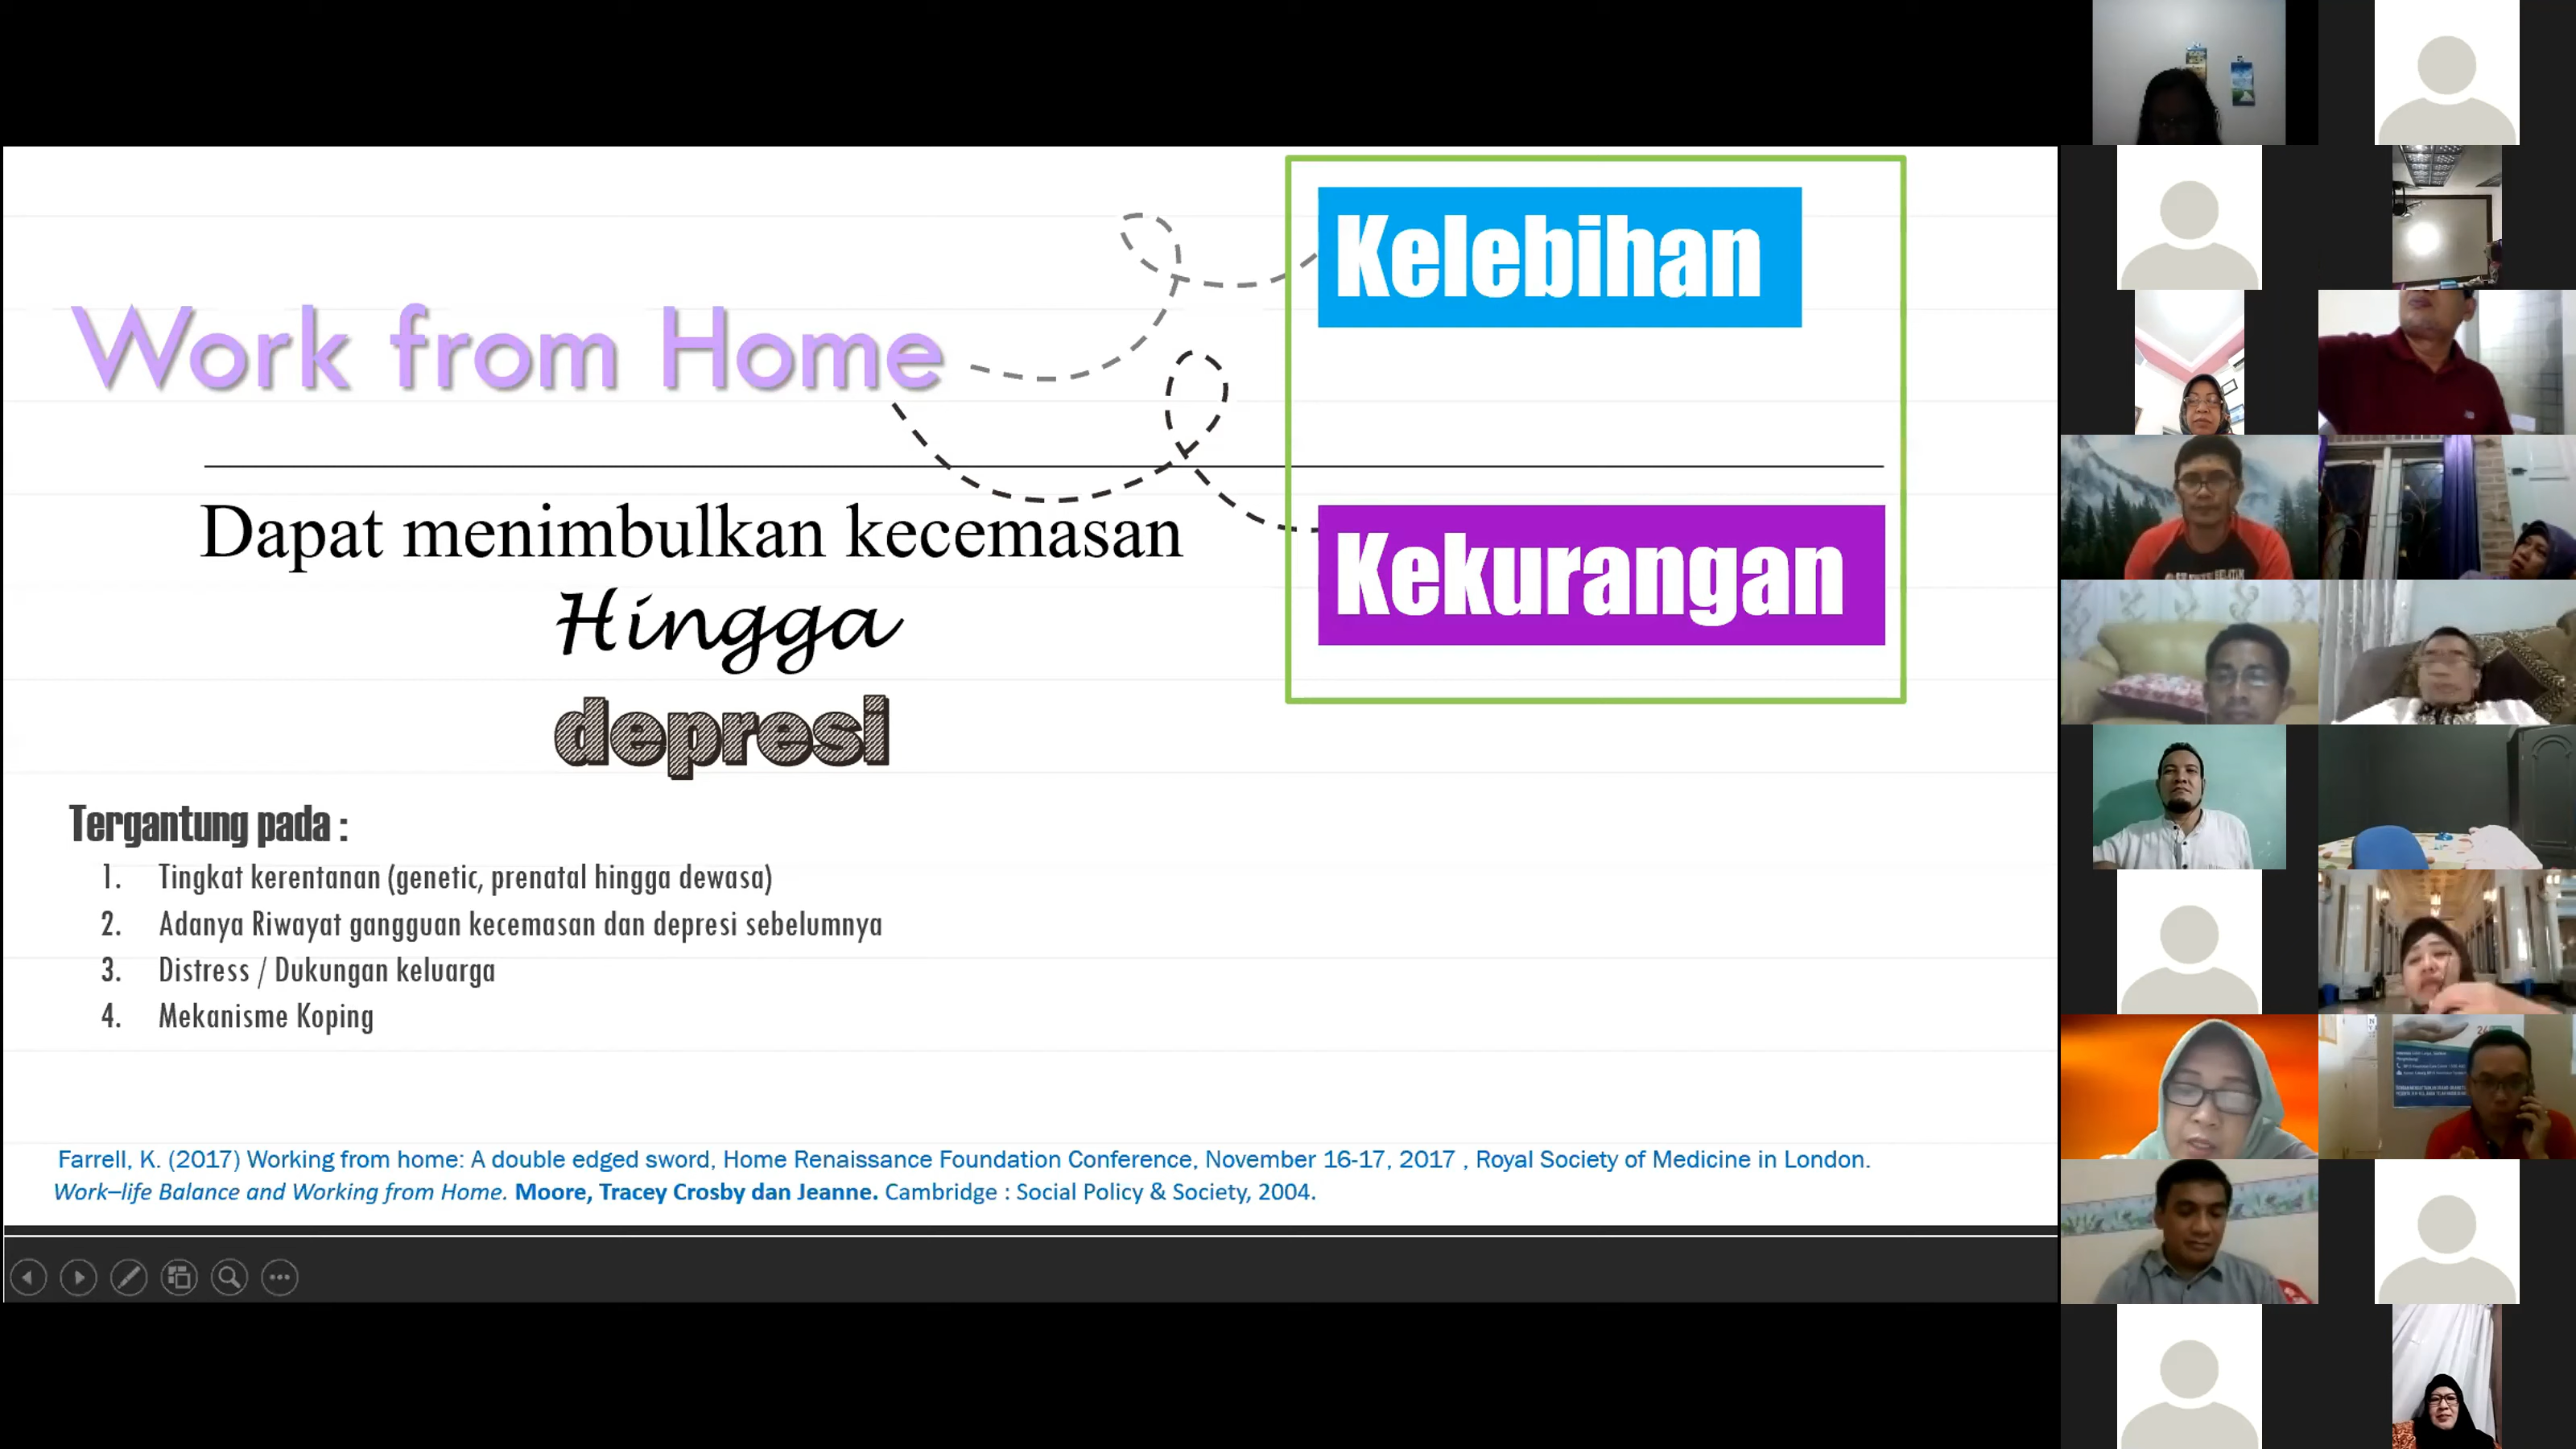 Work from Home
Kelebihan
Kekurangan
Dapat menimbulkan kecemasan
Hingga
depresi
Tergantung pada :
1. Tingkat kerentanan (genetic, prenatal hingga dewasa)
2. Adanya Riwayat gangguan kecemasan dan depresi sebelumnya
3. Distress / Dukungan keluarga
4. Mekanisme Koping
Farrell, K. (2017) Working from home: A double edged sword, Home Renaissance Foundation Conference, November 16-17, 2017 , Royal Society of Medicine in London.
Work–life Balance and Working from Home. Moore, Tracey Crosby dan Jeanne. Cambridge : Social Policy & Society, 2004.